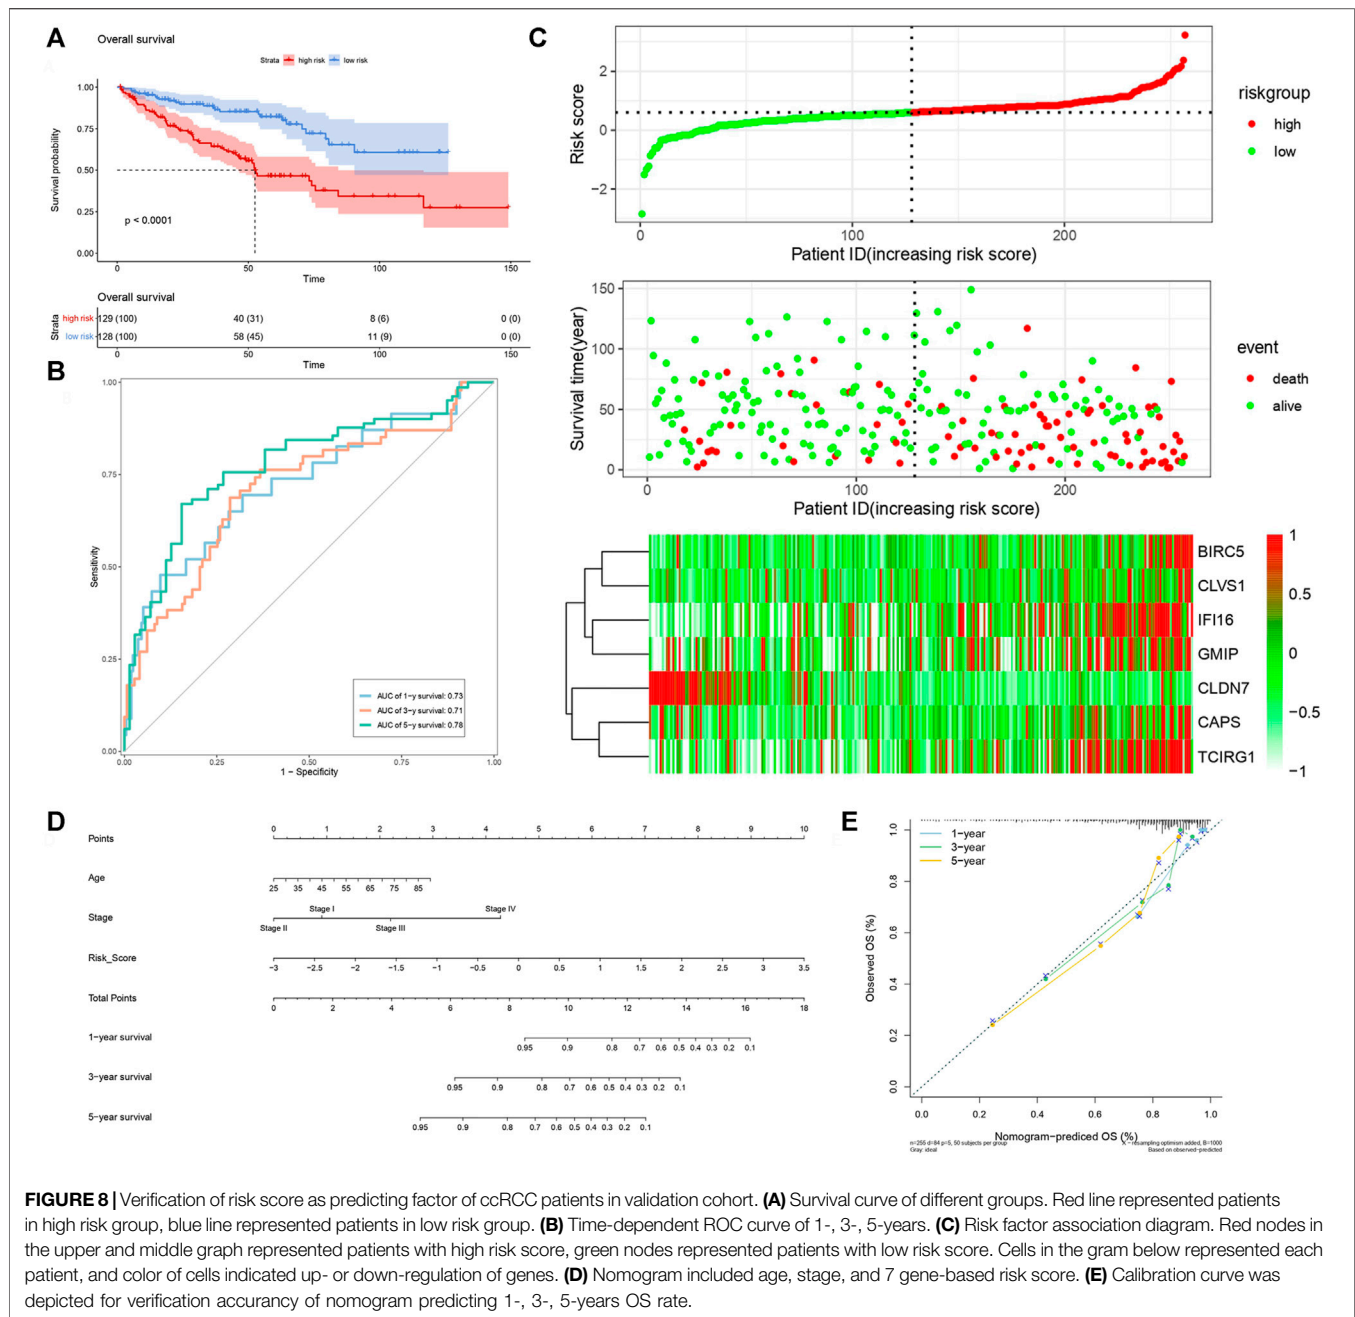 A
Overall survival
Strata high risk low risk
Survival probability
1.00
0.75
0.50
0.25
0.00
p < 0.0001
0 50 100 150
Time
Overall survival
Strata
high risk 129 (100) 40 (31) 8 (6) 0 (0)
low risk 128 (100) 58 (45) 11 (9) 0 (0)
0 50 100 150
Time
B
Sensitivity
1.00
0.75
0.50
0.25
0.00
AUC of 1-y survival: 0.73
AUC of 3-y survival: 0.71
AUC of 5-y survival: 0.78
0.00 0.25 0.50 0.75 1.00
1 - Specificity
C
Risk score
2
0
-2
0 100 200
Patient ID(increasing risk score)
riskgroup
high
low
Survival time(year)
150
100
50
0
0 100 200
Patient ID(increasing risk score)
event
death
alive
BIRC5
CLVS1
IFI16
GMIP
CLDN7
CAPS
TCIRG1
1
0.5
0
-0.5
-1
D
Points
0 1 2 3 4 5 6 7 8 9 10
Age
25 35 45 55 65 75 85
Stage
Stage I Stage IV
Stage II Stage III
Risk_Score
-3 -2.5 -2 -1.5 -1 -0.5 0 0.5 1 1.5 2 2.5 3 3.5
Total Points
0 2 4 6 8 10 12 14 16 18
1-year survival
0.95 0.9 0.8 0.7 0.6 0.5 0.4 0.3 0.2 0.1
3-year survival
0.95 0.9 0.8 0.7 0.6 0.5 0.4 0.3 0.2 0.1
5-year survival
0.95 0.9 0.8 0.7 0.6 0.5 0.4 0.3 0.2 0.1
E
1-year
3-year
5-year
Observed OS (%)
1.0
0.8
0.6
0.4
0.2
0.0
0.0 0.2 0.4 0.6 0.8 1.0
Nomogram-prediced OS (%)
n=255 d=84 p=5, 50 subjects per group
Gray: ideal
X - resampling optimism added, B=1000
Based on observed-predicted
FIGURE 8 | Verification of risk score as predicting factor of ccRCC patients in validation cohort. (A) Survival curve of different groups. Red line represented patients
in high risk group, blue line represented patients in low risk group. (B) Time-dependent ROC curve of 1-, 3-, 5-years. (C) Risk factor association diagram. Red nodes in
the upper and middle graph represented patients with high risk score, green nodes represented patients with low risk score. Cells in the gram below represented each
patient, and color of cells indicated up- or down-regulation of genes. (D) Nomogram included age, stage, and 7 gene-based risk score. (E) Calibration curve was
depicted for verification accurancy of nomogram predicting 1-, 3-, 5-years OS rate.